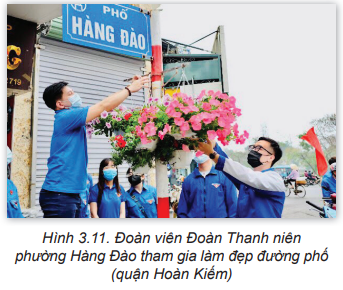 PHỐ
HÀNG ĐÀO
2719
Hình 3.11. Đoàn viên Đoàn Thanh niên
phường Hàng Đào tham gia làm đẹp đường phố
(quận Hoàn Kiếm)